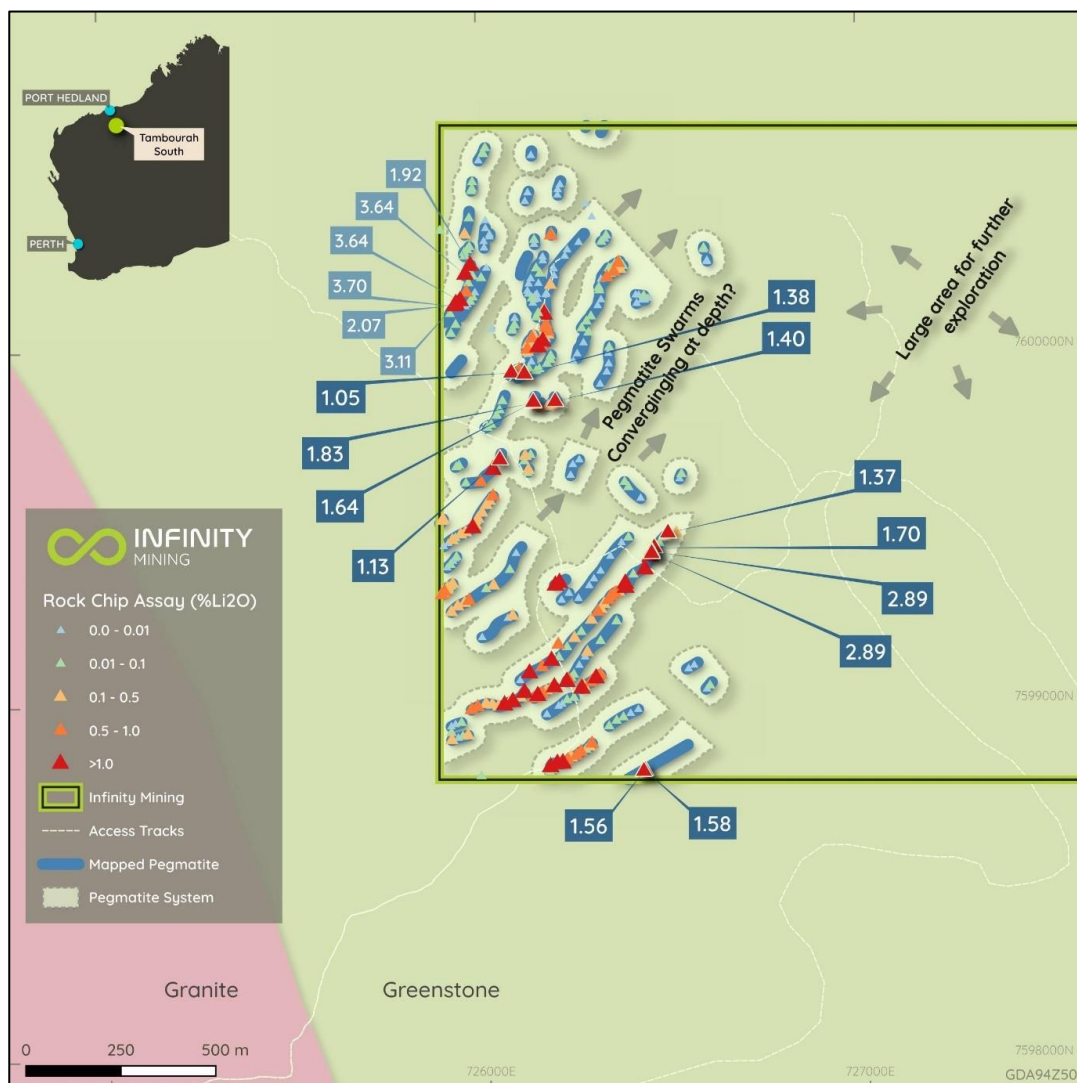 PORT HEDLAND
Tambourah
South
PERTH
1.92
3.64
3.64
3.70
2.07
3.11
1.05
1.83
1.64
1.13
1.38
1.40
1.37
1.70
2.89
2.89
1.56
1.58
Pegmatite Swarms
Converginging at depth?
Large area for further
exploration
7600000N
7599000N
7598000N
INFINITY
MINING
Rock Chip Assay (%Li2O)
0.0 - 0.01
0.01 - 0.1
0.1 - 0.5
0.5 - 1.0
>1.0
Infinity Mining
Access Tracks
Mapped Pegmatite
Pegmatite System
Granite
Greenstone
0 250 500 m
726000E
727000E
GDA94Z50